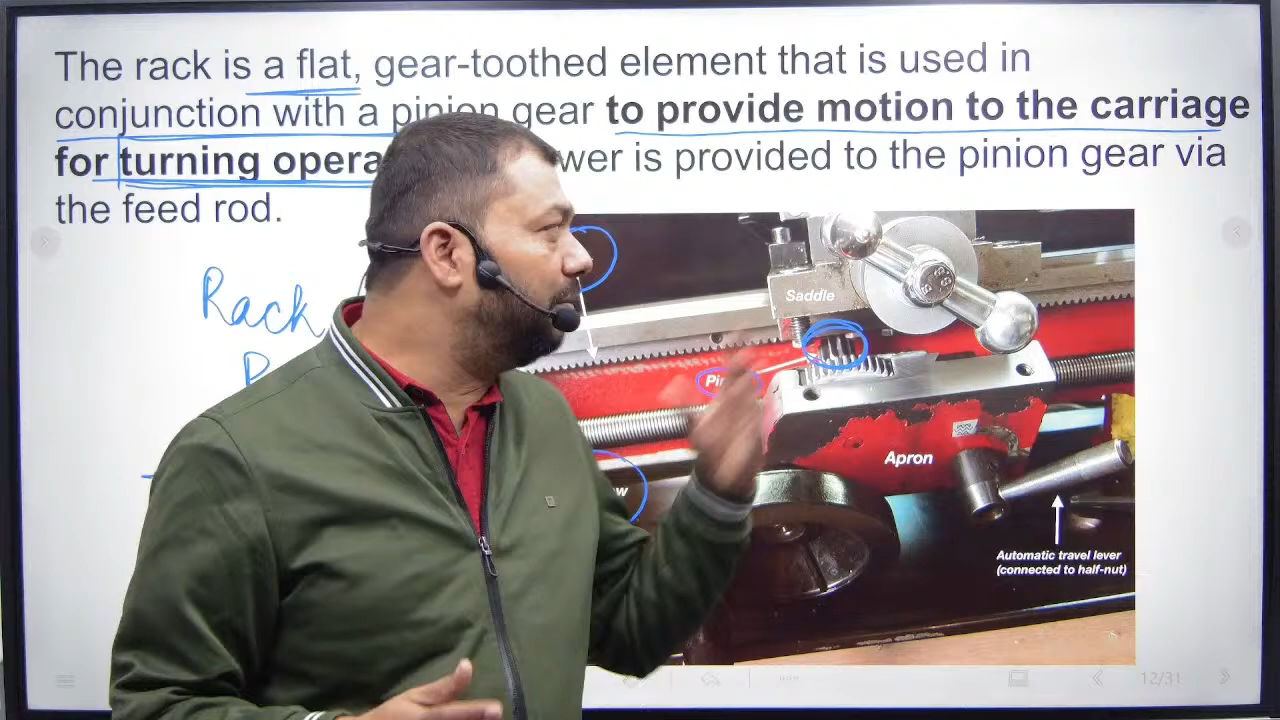 The rack is a flat, gear-toothed element that is used in
conjunction with a pinion gear to provide motion to the carriage
for turning opera wer is provided to the pinion gear via
the feed rod.
Rack
Saddle
Apron
Automatic travel lever
(connected to half-nut)
12/31